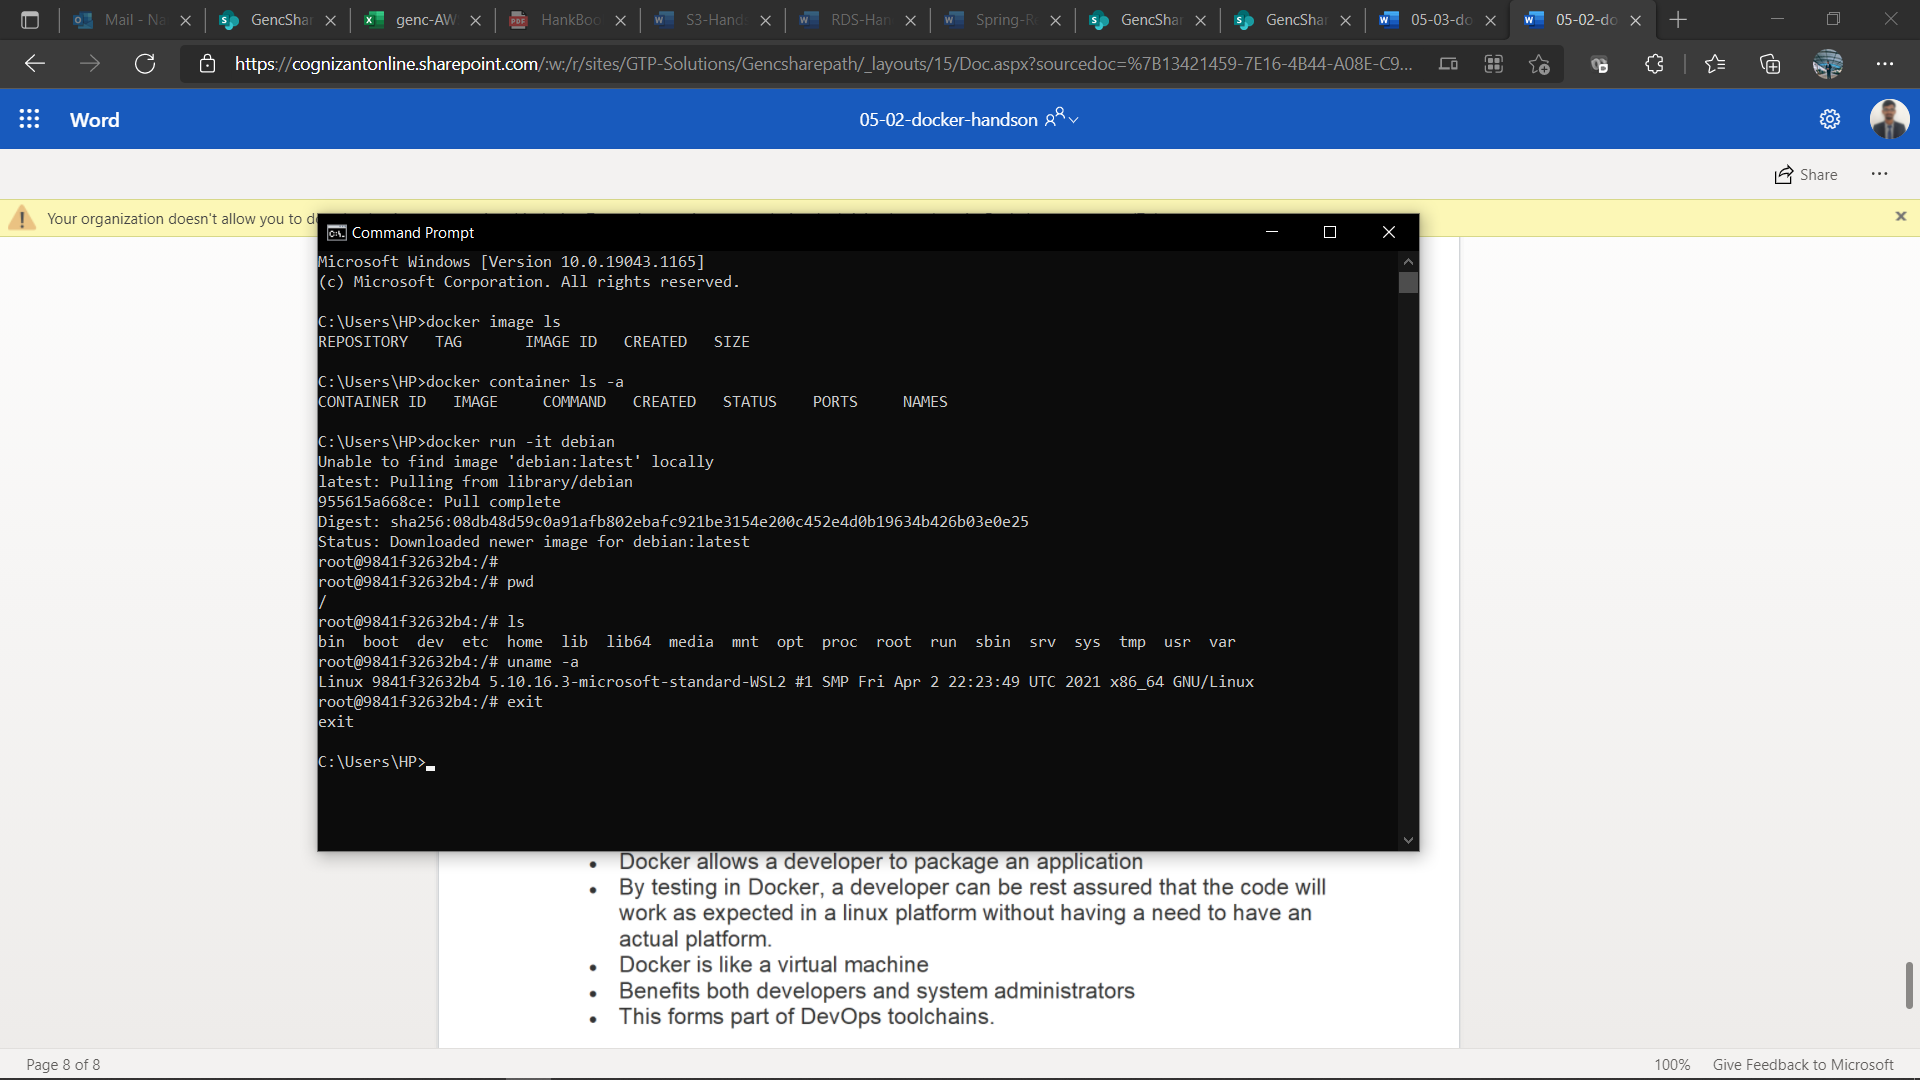 Mail - Na
GencShar
genc-AW
HankBoo
S3-Hands
RDS-Han
Spring-R
GencShar
GencShar
05-03-do
05-02-do
https://cognizantonline.sharepoint.com/:w:/r/sites/GTP-Solutions/Gencsharepath/_layouts/15/Doc.aspx?sourcedoc=%7B13421459-7E16-4B44-A08E-C9...
Word
05-02-docker-handson
Share
Your organization doesn't allow you to do
Command Prompt
Microsoft Windows [Version 10.0.19043.1165]
(c) Microsoft Corporation. All rights reserved.
C:\Users\HP>docker image ls
REPOSITORY   TAG       IMAGE ID   CREATED   SIZE
C:\Users\HP>docker container ls -a
CONTAINER ID   IMAGE     COMMAND   CREATED   STATUS    PORTS     NAMES
C:\Users\HP>docker run -it debian
Unable to find image 'debian:latest' locally
latest: Pulling from library/debian
955615a668ce: Pull complete
Digest: sha256:08db48d59c0a91afb802ebafc921be3154e200c452e4d0b19634b426b03e0e25
Status: Downloaded newer image for debian:latest
root@9841f32632b4:/#
root@9841f32632b4:/# pwd
/
root@9841f32632b4:/# ls
bin  boot  dev  etc  home  lib  lib64  media  mnt  opt  proc  root  run  sbin  srv  sys  tmp  usr  var
root@9841f32632b4:/# uname -a
Linux 9841f32632b4 5.10.16.3-microsoft-standard-WSL2 #1 SMP Fri Apr 2 22:23:49 UTC 2021 x86_64 GNU/Linux
root@9841f32632b4:/# exit
exit
C:\Users\HP>
• Docker allows a developer to package an application
• By testing in Docker, a developer can be rest assured that the code will
work as expected in a linux platform without having a need to have an
actual platform.
• Docker is like a virtual machine
• Benefits both developers and system administrators
• This forms part of DevOps toolchains.
Page 8 of 8
100%
Give Feedback to Microsoft